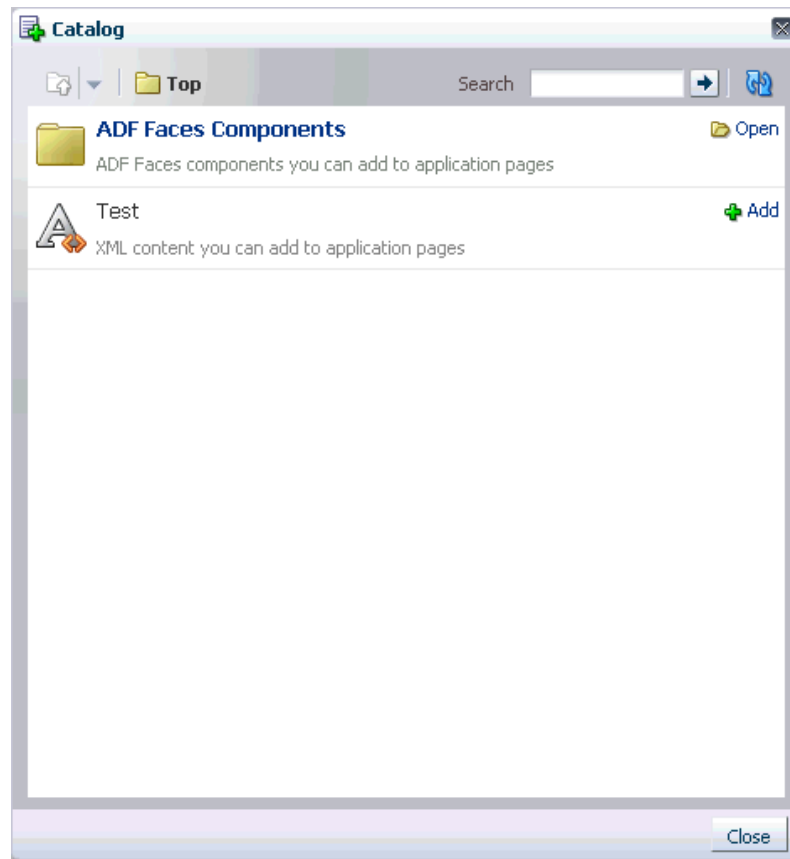 Catalog
Top Search
ADF Faces Components Open
ADF Faces components you can add to application pages
Test Add
XML content you can add to application pages
Close